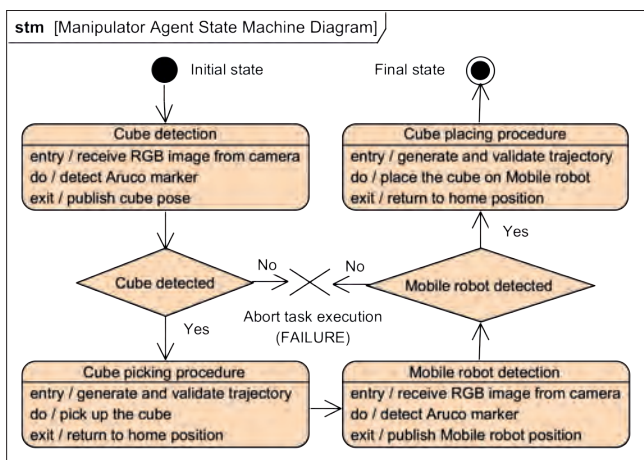 stm [Manipulator Agent State Machine Diagram]
Initial state
Final state
Cube detection
entry / receive RGB image from camera
do / detect Aruco marker
exit / publish cube pose
Cube placing procedure
entry / generate and validate trajectory
do / place the cube on Mobile robot
exit / return to home position
Yes
Cube detected
No
No
Mobile robot detected
Abort task execution
(FAILURE)
Yes
Cube picking procedure
entry / generate and validate trajectory
do / pick up the cube
exit / return to home position
Mobile robot detection
entry / receive RGB image from camera
do / detect Aruco marker
exit / publish Mobile robot position